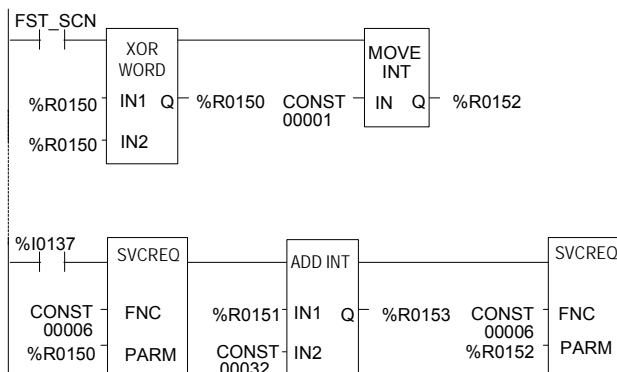 FST_SCN
XOR WORD
MOVE INT
%R0150 IN1 Q %R0150 CONST 00001 IN Q %R0152
%R0150 IN2
%I0137
SVCREQ
ADD INT
SVCREQ
CONST 00006 FNC %R0151 IN1 Q %R0153 CONST 00006 FNC
%R0150 PARM CONST 00032 IN2 %R0152 PARM